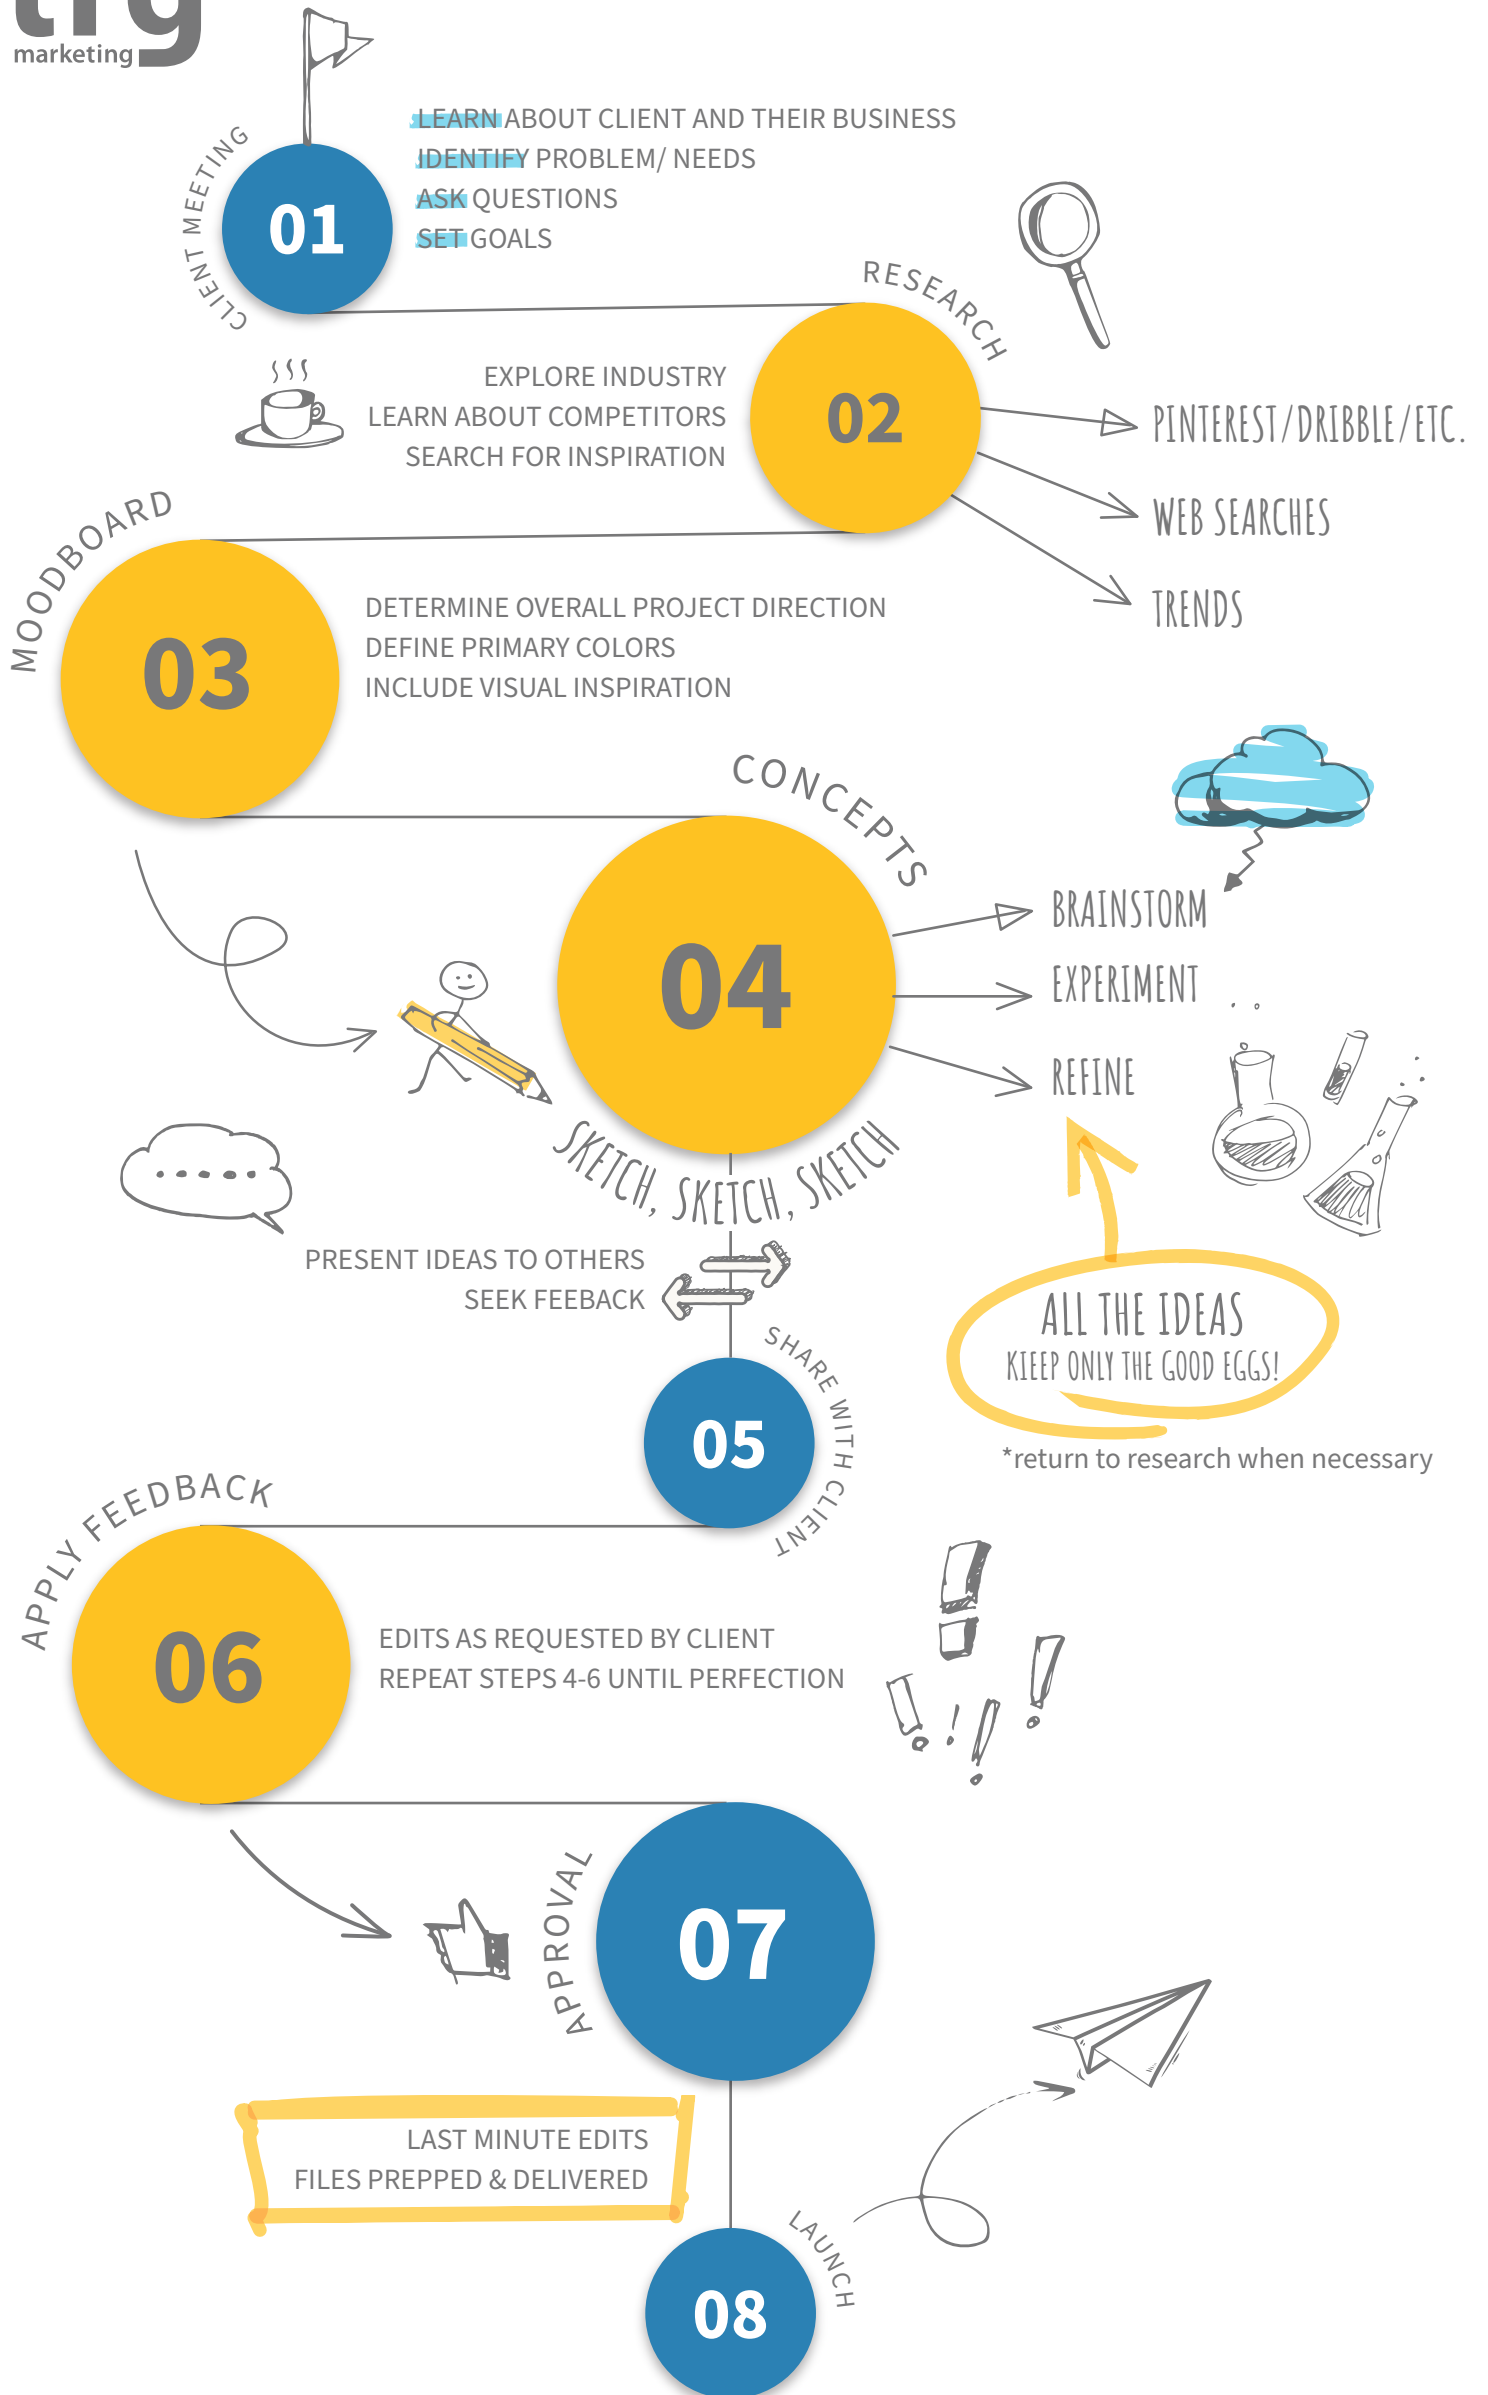 trg
marketing
CLIENT MEETING
01
LEARN ABOUT CLIENT AND THEIR BUSINESS
IDENTIFY PROBLEM/ NEEDS
ASK QUESTIONS
SET GOALS
RESEARCH
02
EXPLORE INDUSTRY
LEARN ABOUT COMPETITORS
SEARCH FOR INSPIRATION
PINTEREST/DRIBBLE/ETC.
WEB SEARCHES
TRENDS
MOODBOARD
03
DETERMINE OVERALL PROJECT DIRECTION
DEFINE PRIMARY COLORS
INCLUDE VISUAL INSPIRATION
CONCEPTS
04
BRAINSTORM
EXPERIMENT
REFINE
SKETCH, SKETCH, SKETCH
ALL THE IDEAS
KIEEP ONLY THE GOOD EGGS!
*return to research when necessary
PRESENT IDEAS TO OTHERS
SEEK FEEBACK
SHARE WITH CLIENT
05
APPLY FEEDBACK
06
EDITS AS REQUESTED BY CLIENT
REPEAT STEPS 4-6 UNTIL PERFECTION
APPROVAL
07
LAST MINUTE EDITS
FILES PREPPED & DELIVERED
LAUNCH
08